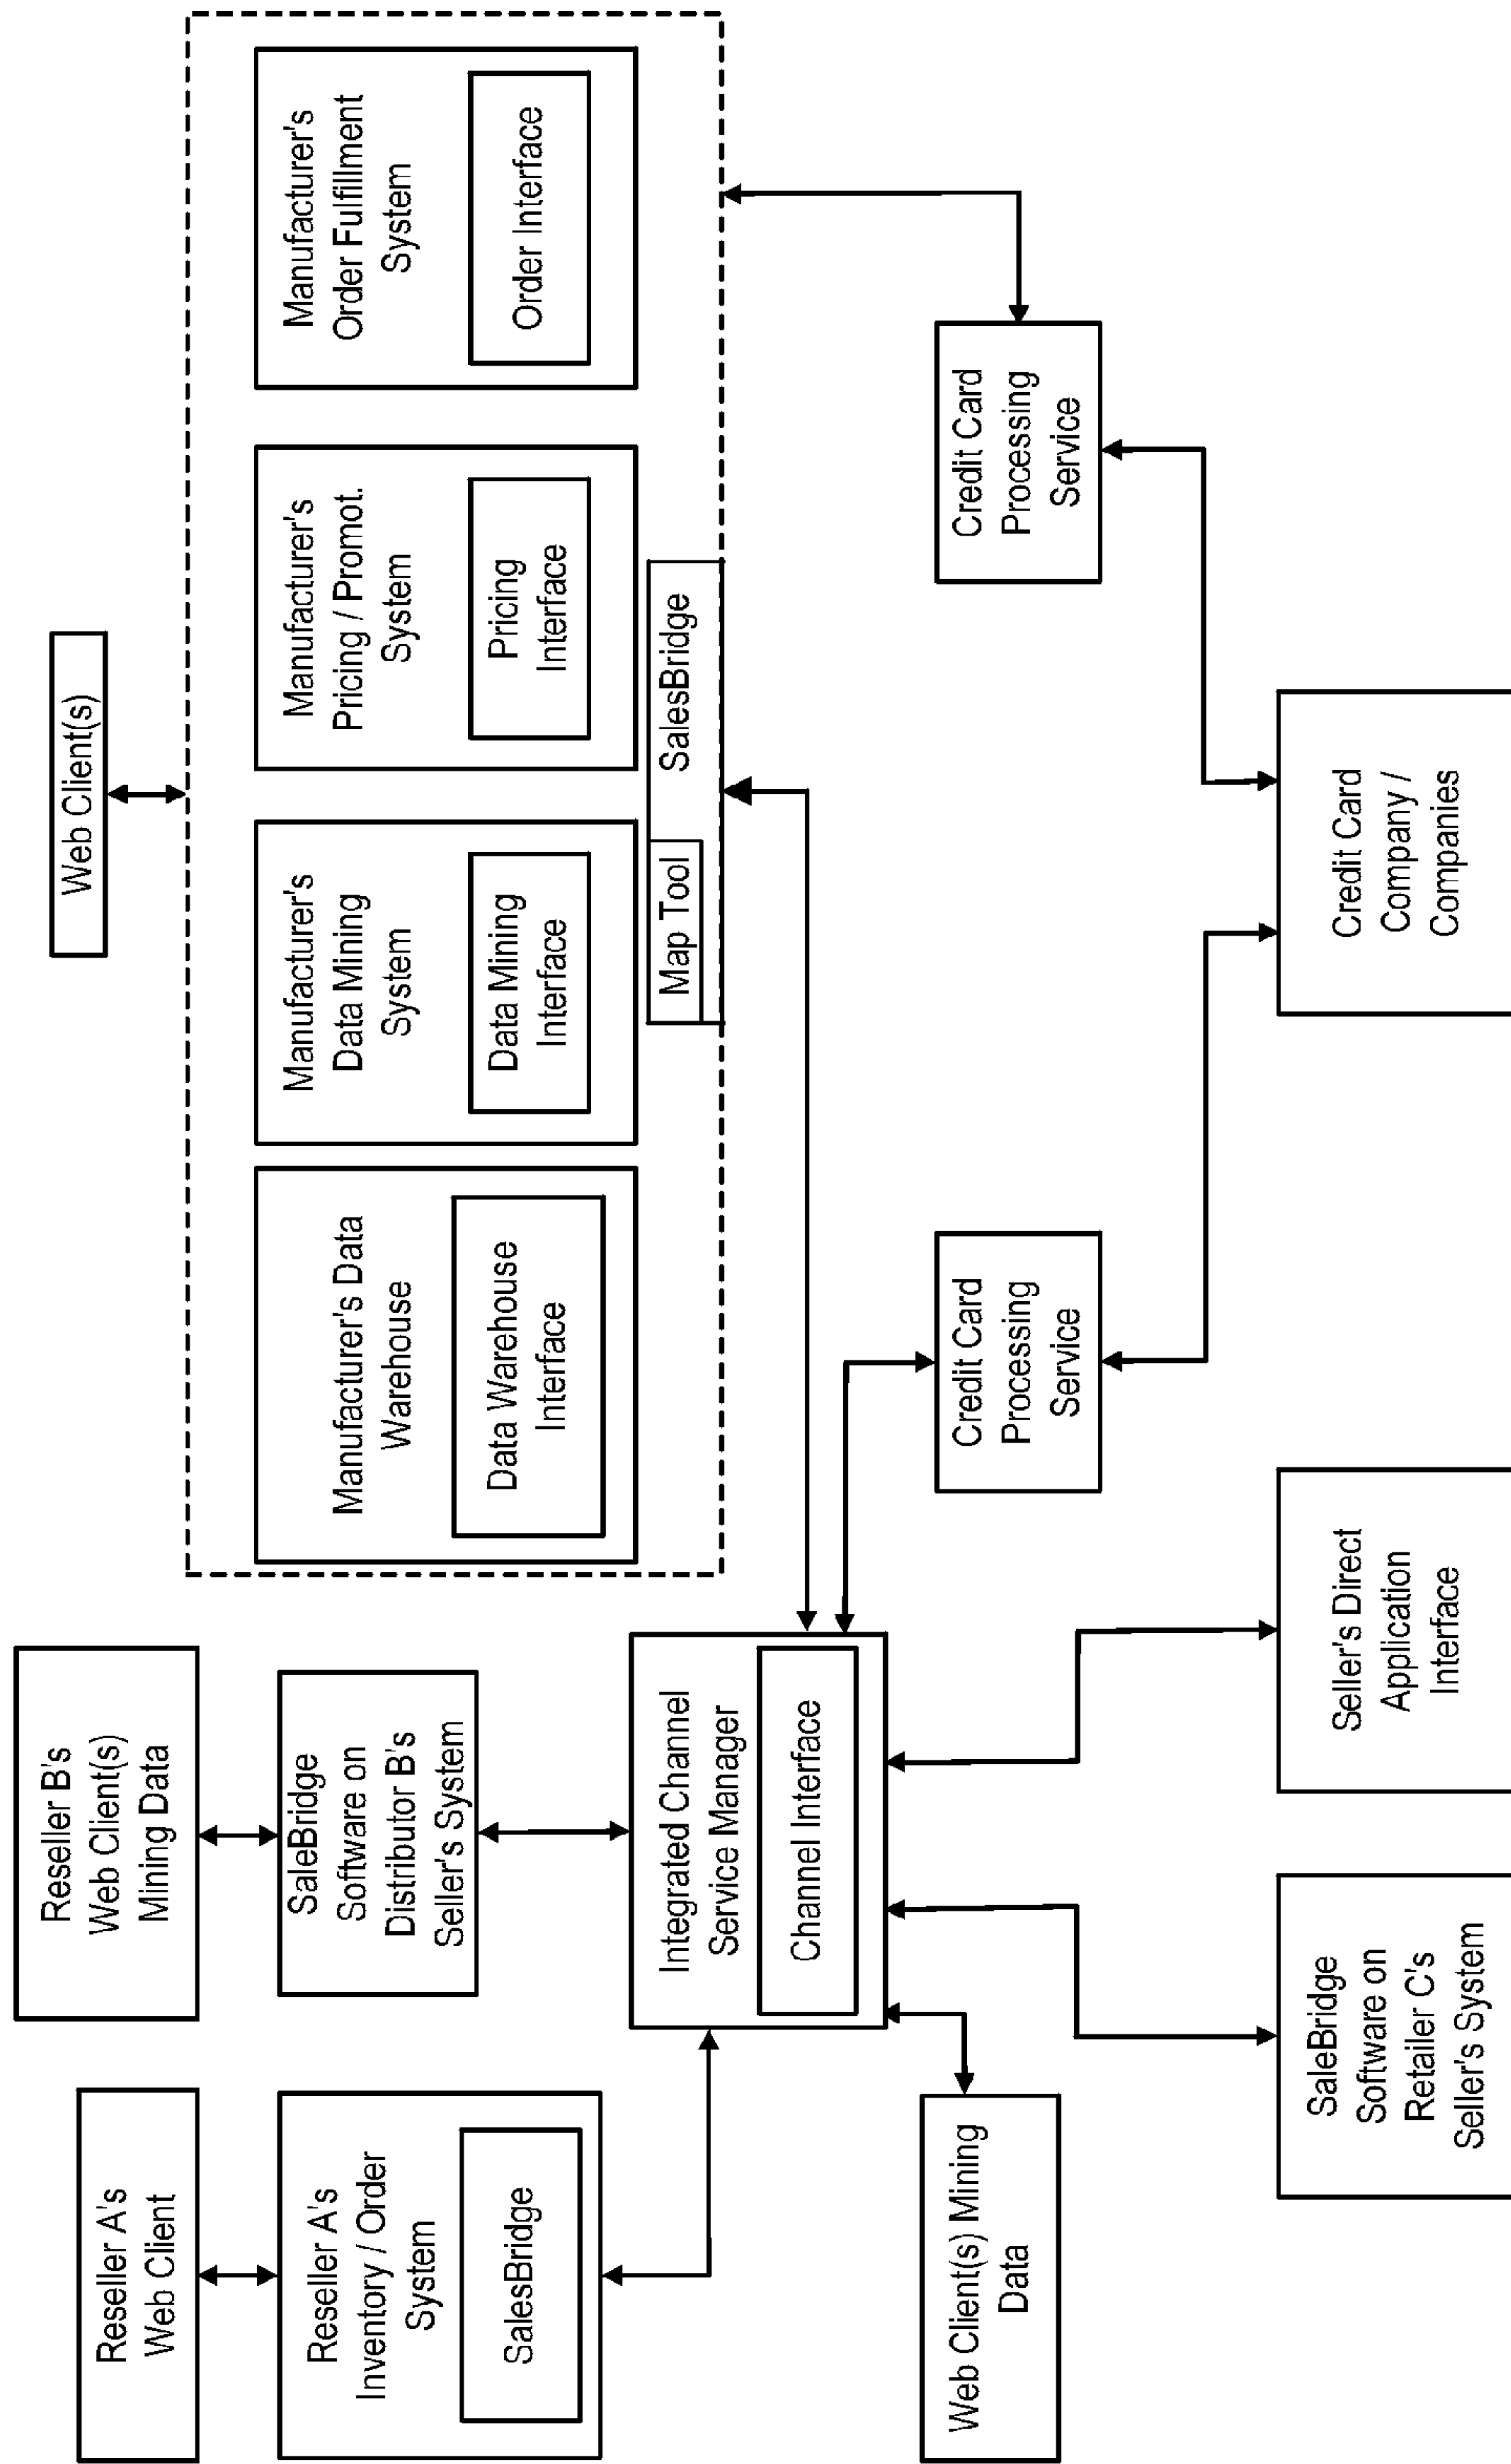 Reseller A's
Web Client
Reseller B's
Web Client(s)
Mining Data
Web Client(s)
Reseller A's
Inventory / Order
System
SalesBridge
SaleBridge
Software on
Distributor B's
Seller's System
Manufacturer's Data
Warehouse
Data Warehouse
Interface
Manufacturer's
Data Mining
System
Data Mining
Interface
Manufacturer's
Pricing / Promot.
System
Pricing
Interface
Manufacturer's
Order Fulfillment
System
Order Interface
Map Tool
SalesBridge
Integrated Channel
Service Manager
Channel Interface
Web Client(s) Mining
Data
Credit Card
Processing
Service
Credit Card
Processing
Service
SaleBridge
Software on
Retailer C's
Seller's System
Seller's Direct
Application
Interface
Credit Card
Company /
Companies